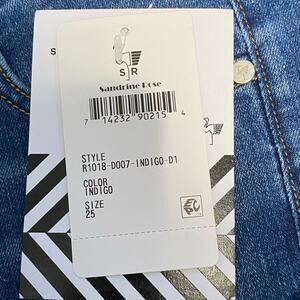 S R
Sandrine Rose
7 14232 90215 4
STYLE
R1018-D007-INDIGO-D1
COLOR
INDIGO
SIZE
25